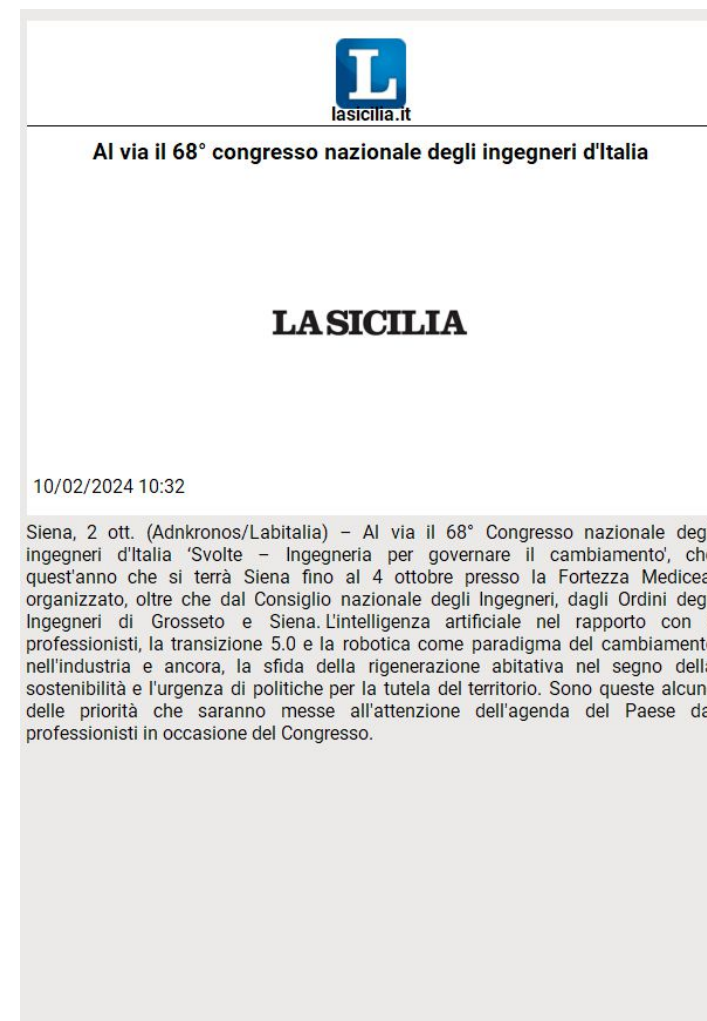 L
lasicilia.it
Al via il 68° congresso nazionale degli ingegneri d'Italia
LA SICILIA
10/02/2024 10:32
Siena, 2 ott. (Adnkronos/Labitalia) – Al via il 68° Congresso nazionale deg
ingegneri d'Italia ‘Svolte – Ingegneria per governare il cambiamento', che
quest'anno che si terrà Siena fino al 4 ottobre presso la Fortezza Medicea
organizzato, oltre che dal Consiglio nazionale degli Ingegneri, dagli Ordini deg
Ingegneri di Grosseto e Siena. L'intelligenza artificiale nel rapporto con
professionisti, la transizione 5.0 e la robotica come paradigma del cambiamento
nell'industria e ancora, la sfida della rigenerazione abitativa nel segno della
sostenibilità e l'urgenza di politiche per la tutela del territorio. Sono queste alcun
delle priorità che saranno messe all'attenzione dell'agenda del Paese da
professionisti in occasione del Congresso.